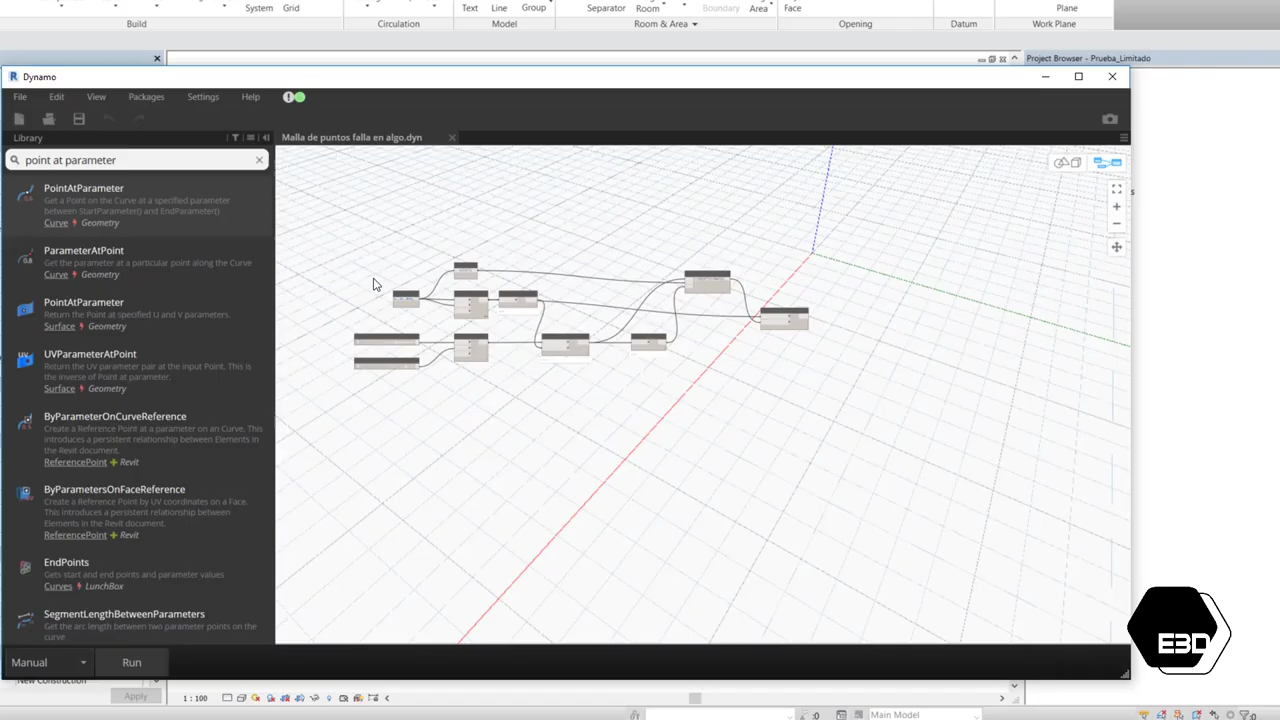 System Grid
Text Line Group
Separator Room Boundary Area Face
Plane
Build
Circulation
Model
Room & Area
Opening
Datum
Work Plane
Project Browser - Prueba_Limitado
Dynamo
File Edit View Packages Settings Help
Library
Malla de puntos falla en algo.dyn
point at parameter
PointAtParameter
Get a Point on the Curve at a specified parameter
between StartParameter() and EndParameter()
Curve Geometry
ParameterAtPoint
Get the parameter at a particular point along the Curve
Curve Geometry
PointAtParameter
Return the Point at specified U and V parameters.
Surface Geometry
UVParameterAtPoint
Return the UV parameter pair at the input Point. This is
the inverse of Point at parameter.
Surface Geometry
ByParameterOnCurveReference
Create a Reference Point at a parameter on an Curve. This
introduces a persistent relationship between Elements in
the Revit document.
ReferencePoint Revit
ByParametersOnFaceReference
Create a Reference Point by UV coordinates on a Face.
This introduces a persistent relationship between
Elements in the Revit document.
ReferencePoint Revit
EndPoints
Gets start and end points and parameter values
Curves LunchBox
SegmentLengthBetweenParameters
Get the arc length between two parameter points on the
curve
Manual
Run
New Construction
Apply
1 : 100
:0
Main Model
:0
E3D